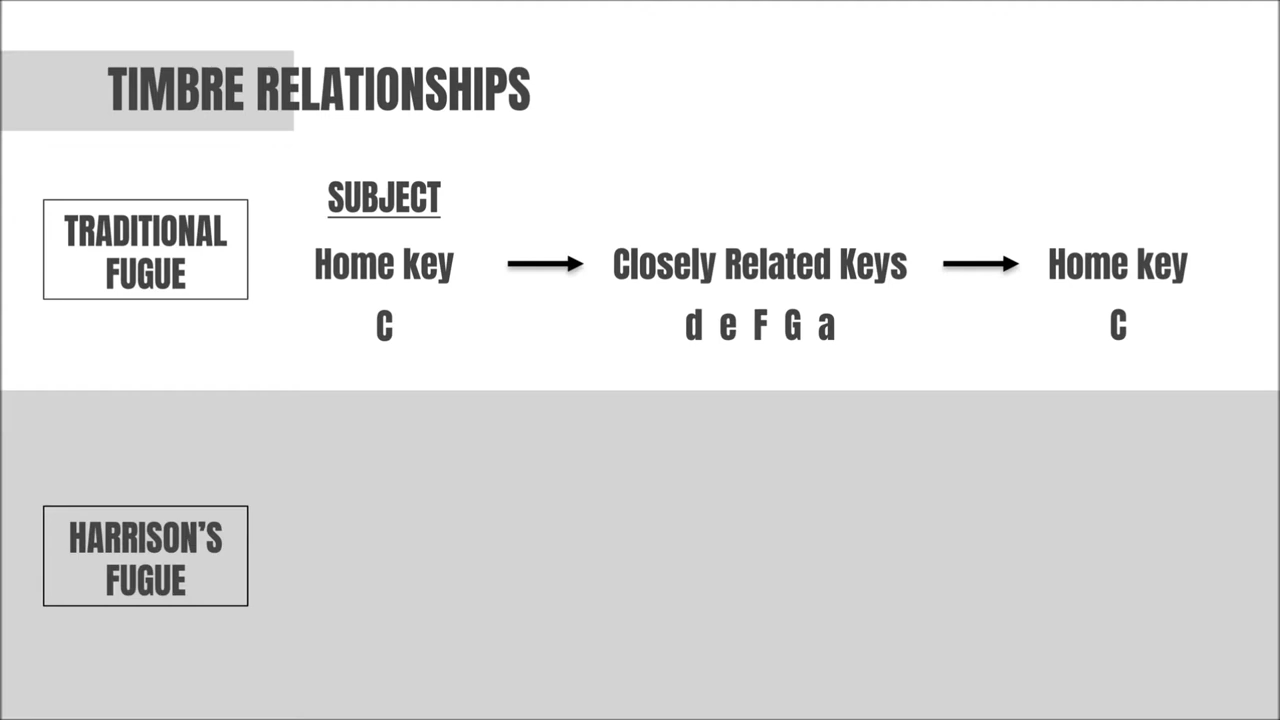 TIMBRE RELATIONSHIPS
TRADITIONAL
FUGUE
SUBJECT
Home key
Closely Related Keys
Home key
C
d e F G a
C
HARRISON'S
FUGUE